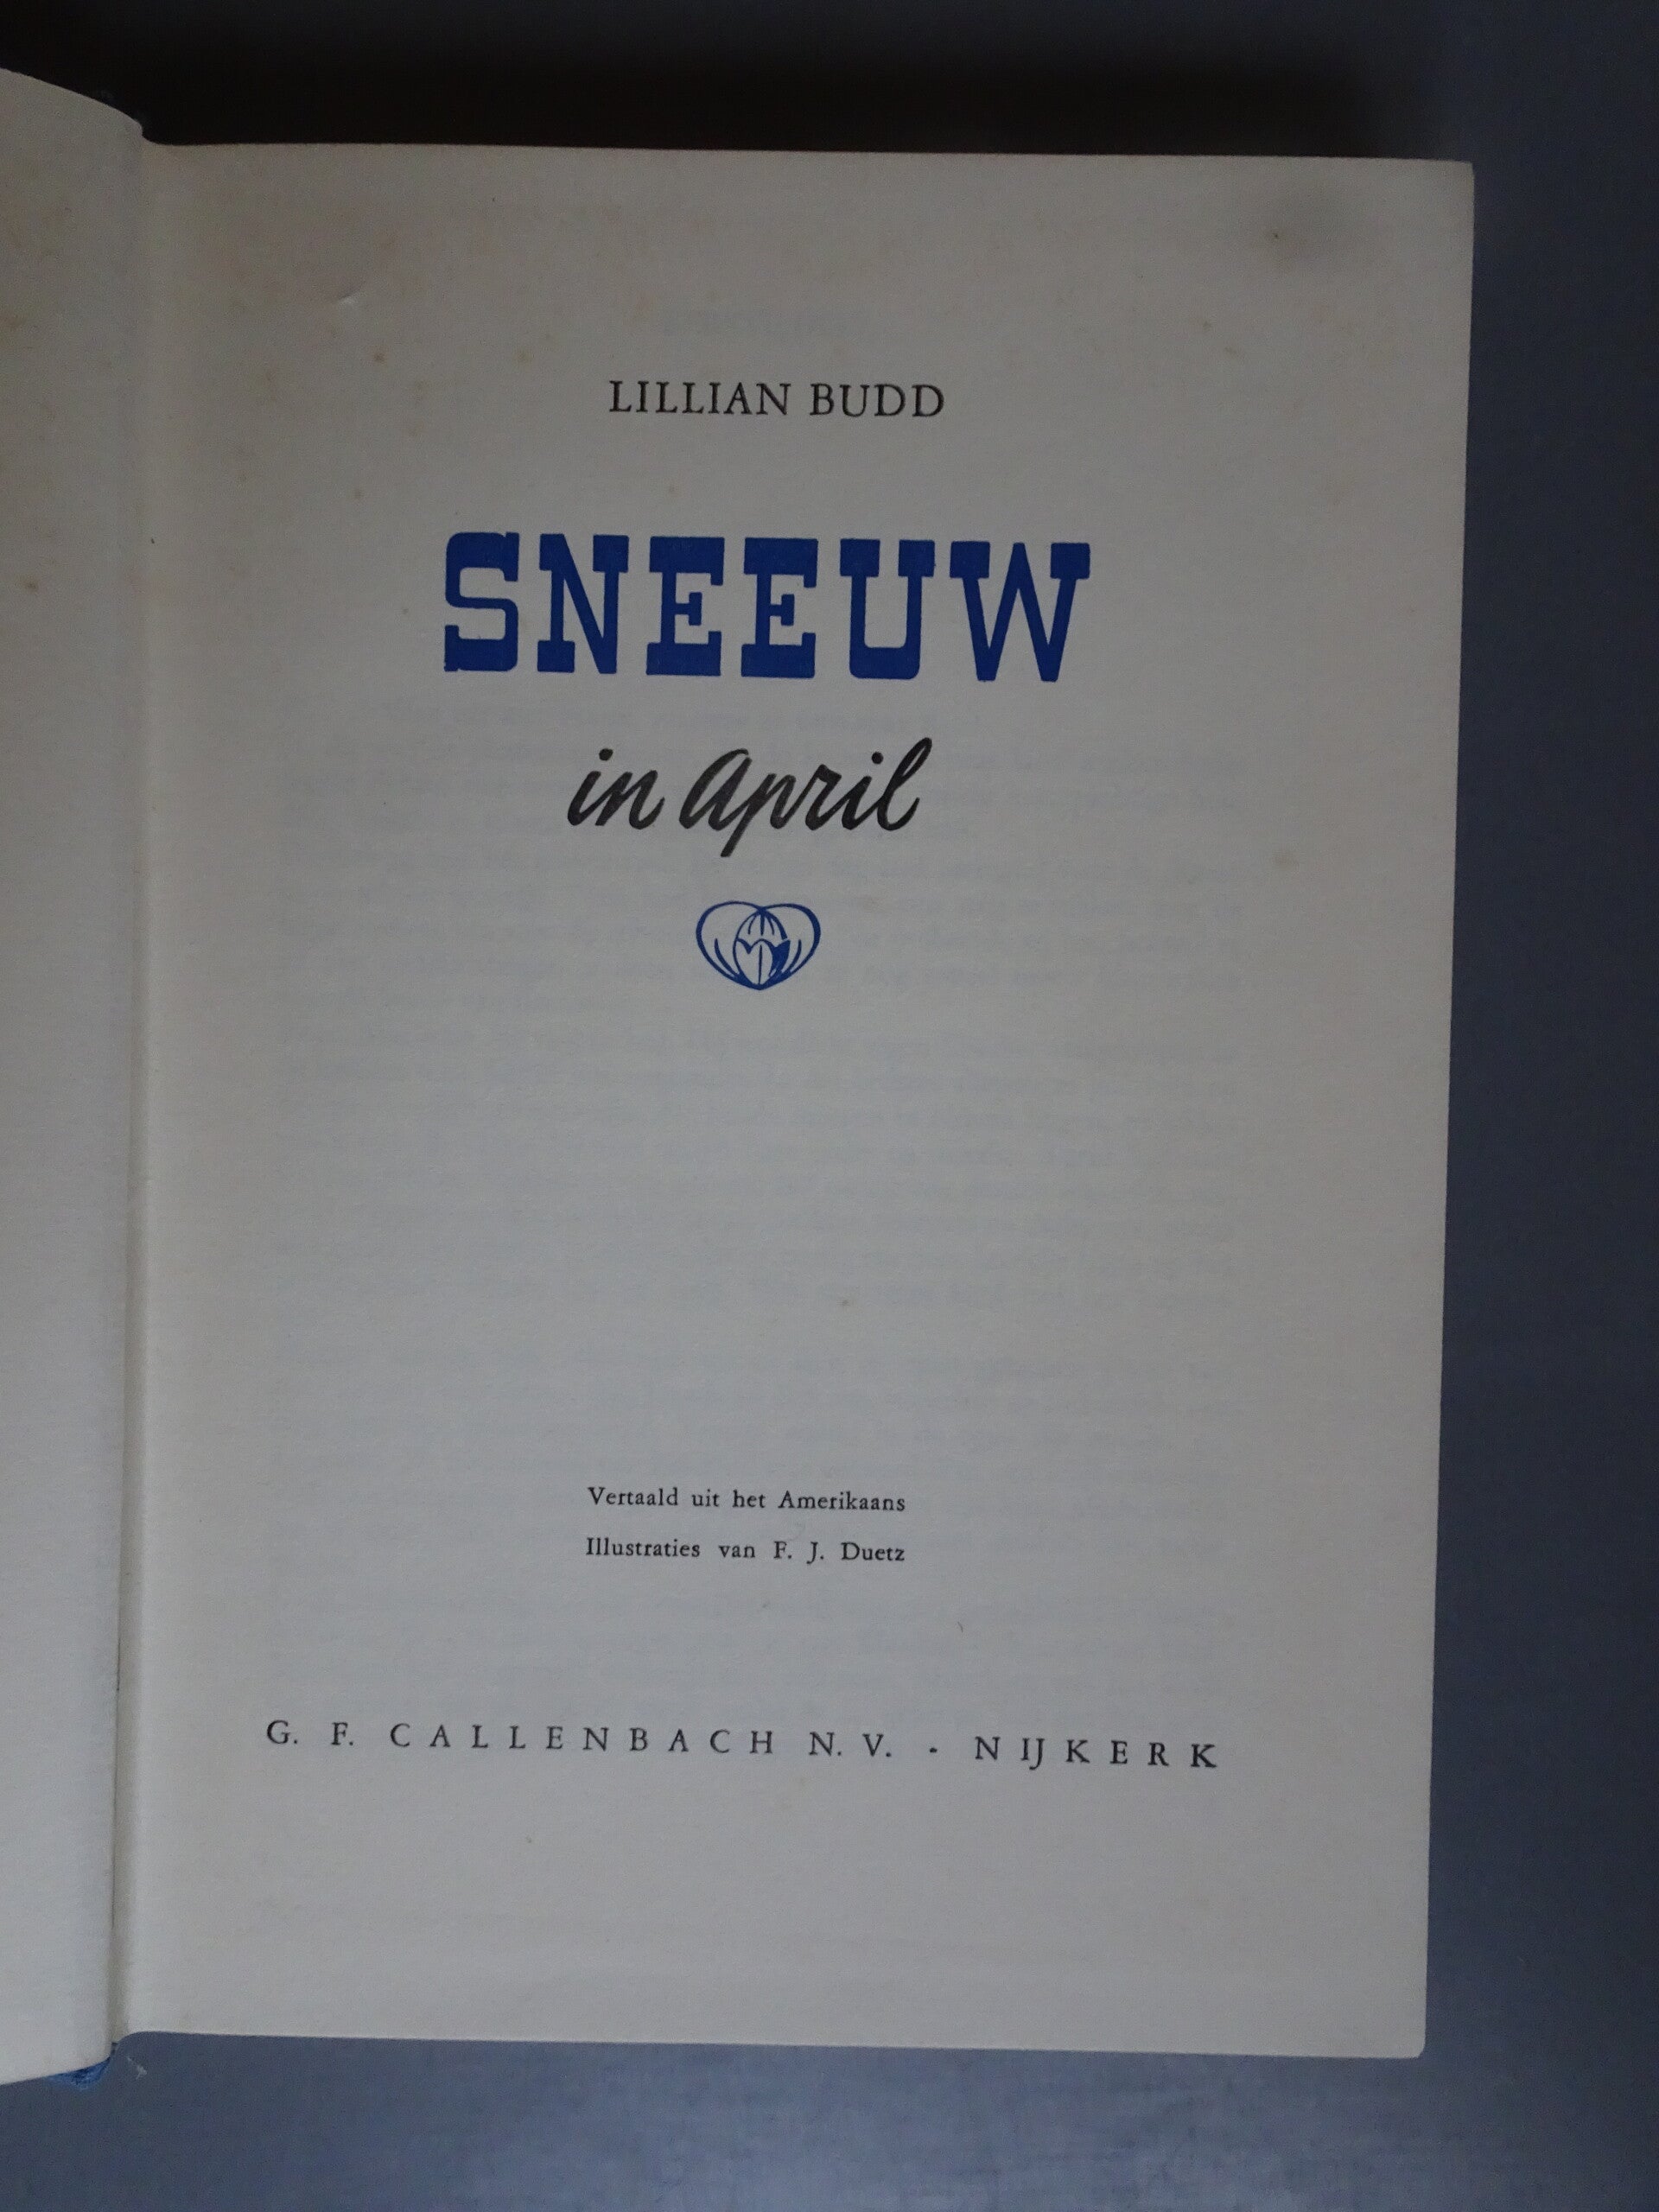 LILLIAN BUDD
SNEEUW
in april
Vertaald uit het Amerikaans
Illustraties van F. J. Duetz
G. F. CALLENBACH N. V. - NIJKERK